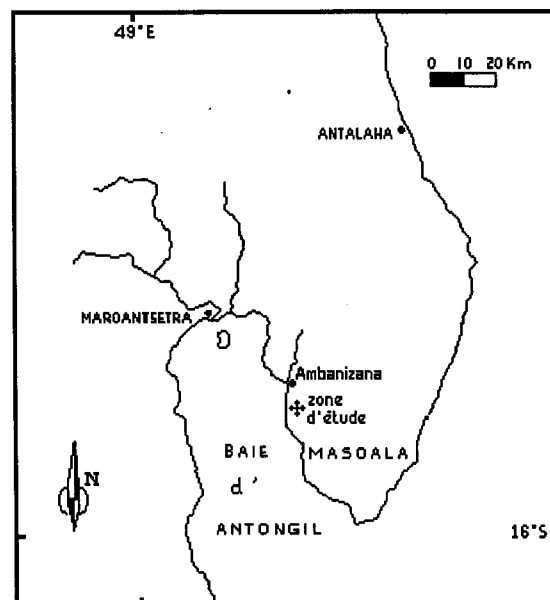 49°E
0 10 20 Km
ANTALAHA
MAROANTSETRA
Ambanizana
zone
d'étude
BAIE
MASOALA
d'
N
ANTONGIL
16°S